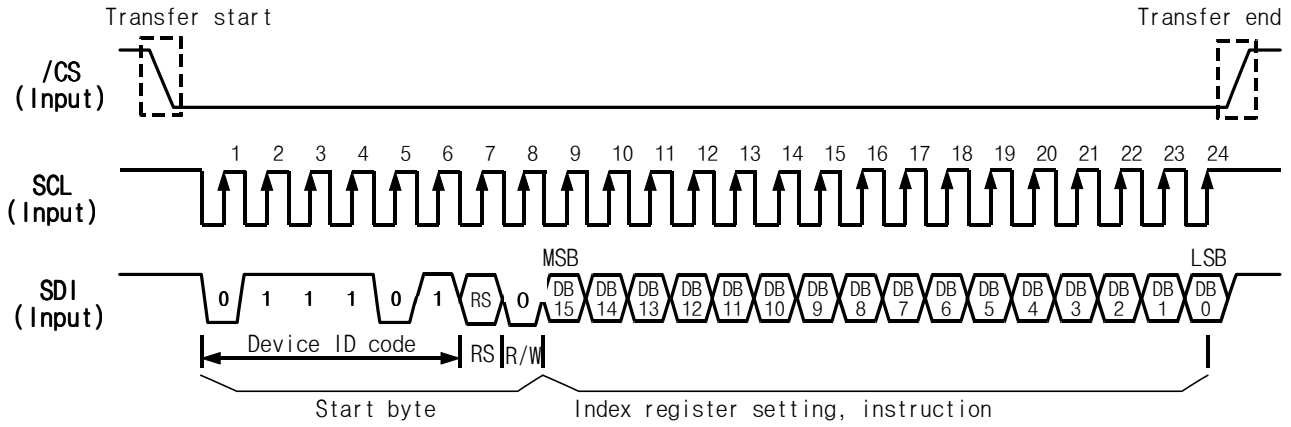 Transfer start
Transfer end
/CS
(Input)
1 2 3 4 5 6 7 8 9 10 11 12 13 14 15 16 17 18 19 20 21 22 23 24
SCL
(Input)
MSB
LSB
SDI
(Input)
0 1 1 1 0 1 RS 0 DB 15 DB 14 DB 13 DB 12 DB 11 DB 10 DB 9 DB 8 DB 7 DB 6 DB 5 DB 4 DB 3 DB 2 DB 1 DB 0
Device ID code RS R/W
Start byte
Index register setting, instruction